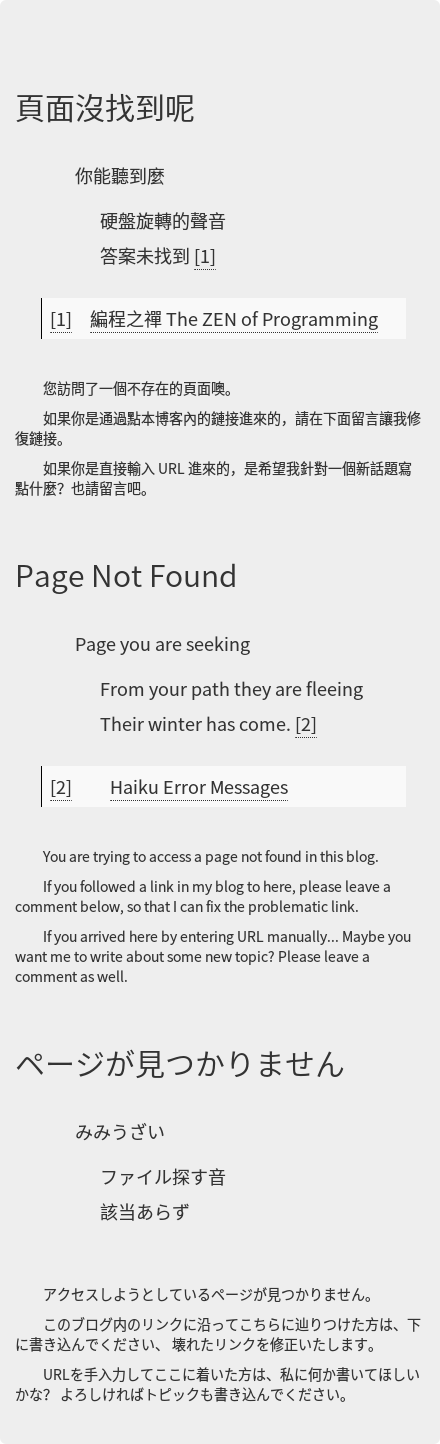 頁面沒找到呢
你能聽到麼
硬盤旋轉的聲音
答案未找到 [1]
[1] 編程之禪 The ZEN of Programming
您訪問了一個不存在的頁面噢。
如果你是通過點本博客內的鏈接進來的，請在下面留言讓我修
復鏈接。
如果你是直接輸入 URL 進來的，是希望我針對一個新話題寫
點什麼？也請留言吧。
Page Not Found
Page you are seeking
From your path they are fleeing
Their winter has come. [2]
[2] Haiku Error Messages
You are trying to access a page not found in this blog.
If you followed a link in my blog to here, please leave a
comment below, so that I can fix the problematic link.
If you arrived here by entering URL manually... Maybe you
want me to write about some new topic? Please leave a
comment as well.
ページが見つかりません
みみうざい
ファイル探す音
該当あらず
アクセスしようとしているページが見つかりません。
このブログ内のリンクに沿ってこちらに辿りつけた方は、下
に書き込んでください、 壊れたリンクを修正いたします。
URLを手入力してここに着いた方は、私に何か書いてほしい
かな？ よろしければトピックも書き込んでください。